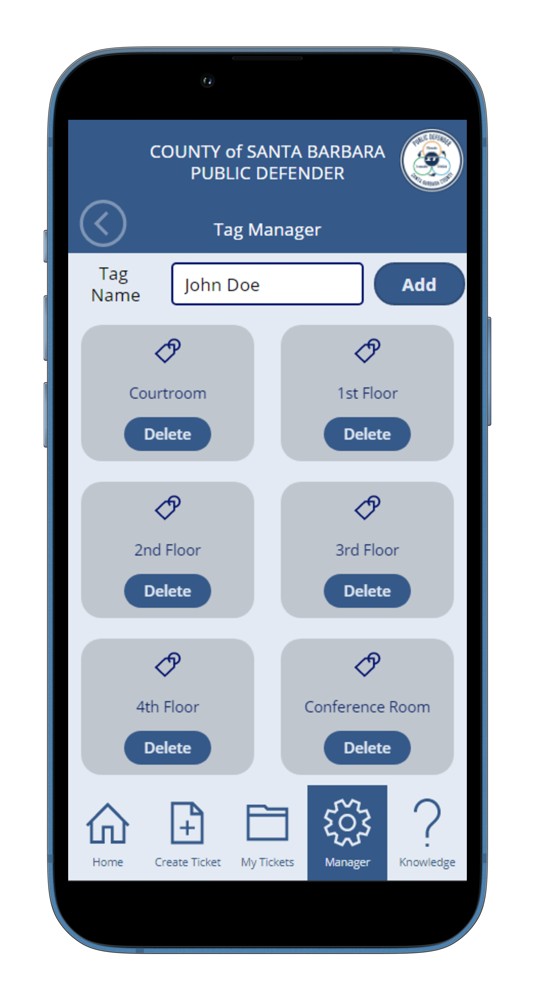 COUNTY of SANTA BARBARA
PUBLIC DEFENDER
PUBLIC DEFENDER
IT
SANTA BARBARA COUNTY
Tag Manager
Tag
Name
John Doe
Add
Courtroom
1st Floor
Delete
Delete
2nd Floor
3rd Floor
Delete
Delete
4th Floor
Conference Room
Delete
Delete
Home
Create Ticket
My Tickets
Manager
Knowledge